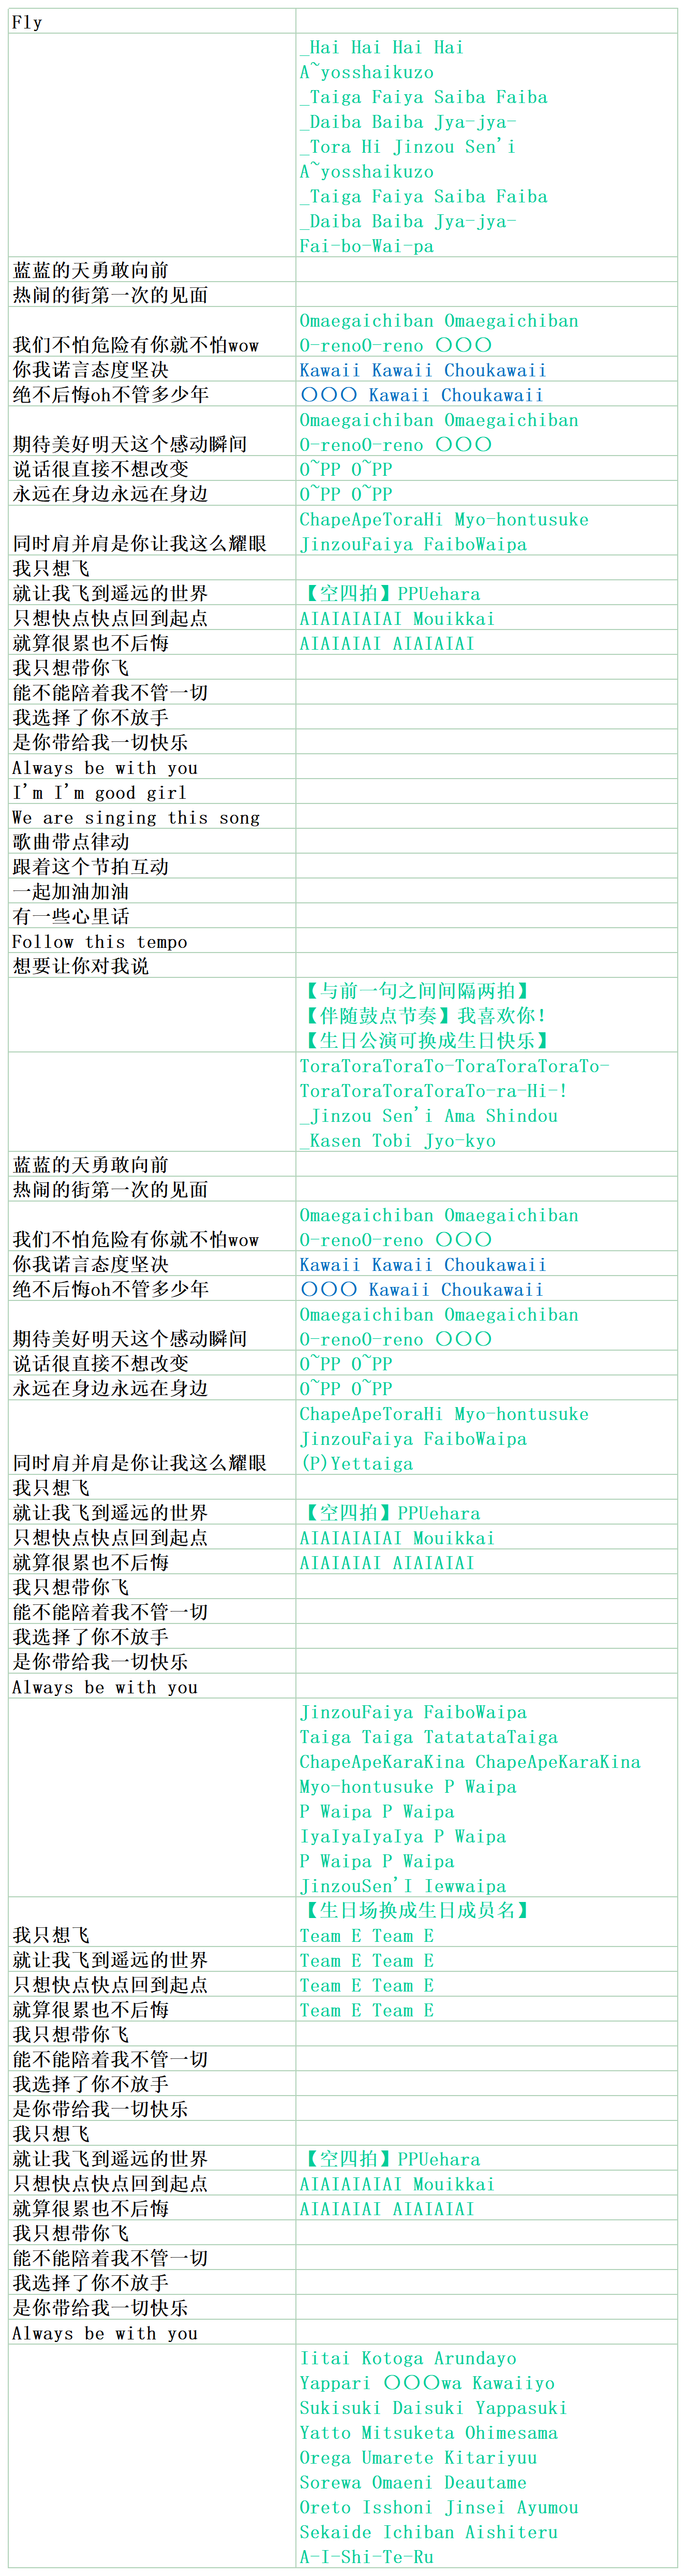 Fly
_Hai Hai Hai Hai
A~yosshaikuzo
_Taiga Faiya Saiba Faiba
_Daiba Baiba Jya-jya-
_Tora Hi Jinzou Sen'i
A~yosshaikuzo
_Taiga Faiya Saiba Faiba
_Daiba Baiba Jya-jya-
Fai-bo-Wai-pa
蓝蓝的天勇敢向前
热闹的街第一次的见面
Omaegaichiban Omaegaichiban
我们不怕危险有你就不怕wow O-renoO-reno 〇〇〇
你我诺言态度坚决 Kawaii Kawaii Choukawaii
绝不后悔oh不管多少年 〇〇〇 Kawaii Choukawaii
Omaegaichiban Omaegaichiban
期待美好明天这个感动瞬间 O-renoO-reno 〇〇〇
说话很直接不想改变 O~PP O~PP
永远在身边永远在身边 O~PP O~PP
ChapeApeToraHi Myo-hontusuke
同时肩并肩是你让我这么耀眼 JinzouFaiya FaiboWaipa
我只想飞
就让我飞到遥远的世界 【空四拍】PPUehara
只想快点快点回到起点 AIAIAIAIAI Mouikkai
就算很累也不后悔 AIAIAIAI AIAIAIAI
我只想带你飞
能不能陪着我不管一切
我选择了你不放手
是你带给我一切快乐
Always be with you
I'm I'm good girl
We are singing this song
歌曲带点律动
跟着这个节拍互动
一起加油加油
有一些心里话
Follow this tempo
想要让你对我说
【与前一句之间间隔两拍】
【伴随鼓点节奏】我喜欢你!
【生日公演可换成生日快乐】
ToraToraToraTo-ToraToraToraTo-
ToraToraToraToraTo-ra-Hi-!
_Jinzou Sen'i Ama Shindou
_Kasen Tobi Jyo-kyo
蓝蓝的天勇敢向前
热闹的街第一次的见面
Omaegaichiban Omaegaichiban
我们不怕危险有你就不怕wow O-renoO-reno 〇〇〇
你我诺言态度坚决 Kawaii Kawaii Choukawaii
绝不后悔oh不管多少年 〇〇〇 Kawaii Choukawaii
Omaegaichiban Omaegaichiban
期待美好明天这个感动瞬间 O-renoO-reno 〇〇〇
说话很直接不想改变 O~PP O~PP
永远在身边永远在身边 O~PP O~PP
ChapeApeToraHi Myo-hontusuke
JinzouFaiya FaiboWaipa
同时肩并肩是你让我这么耀眼 (P)Yettaiga
我只想飞
就让我飞到遥远的世界 【空四拍】PPUehara
只想快点快点回到起点 AIAIAIAIAI Mouikkai
就算很累也不后悔 AIAIAIAI AIAIAIAI
我只想带你飞
能不能陪着我不管一切
我选择了你不放手
是你带给我一切快乐
Always be with you
JinzouFaiya FaiboWaipa
Taiga Taiga TatatataTaiga
ChapeApeKaraKina ChapeApeKaraKina
Myo-hontusuke P Waipa
P Waipa P Waipa
IyaIyaIyaIya P Waipa
P Waipa P Waipa
JinzouSen'I Iewwaipa
【生日场换成生日成员名】
我只想飞 Team E Team E
就让我飞到遥远的世界 Team E Team E
只想快点快点回到起点 Team E Team E
就算很累也不后悔 Team E Team E
我只想带你飞
能不能陪着我不管一切
我选择了你不放手
是你带给我一切快乐
我只想飞
就让我飞到遥远的世界 【空四拍】PPUehara
只想快点快点回到起点 AIAIAIAIAI Mouikkai
就算很累也不后悔 AIAIAIAI AIAIAIAI
我只想带你飞
能不能陪着我不管一切
我选择了你不放手
是你带给我一切快乐
Always be with you
Iitai Kotoga Arundayo
Yappari 〇〇〇wa Kawaiiyo
Sukisuki Daisuki Yappasuki
Yatto Mitsuketa Ohimesama
Orega Umarete Kitariyuu
Sorewa Omaeni Deautame
Oreto Isshoni Jinsei Ayumou
Sekaide Ichiban Aishiteru
A-I-Shi-Te-Ru